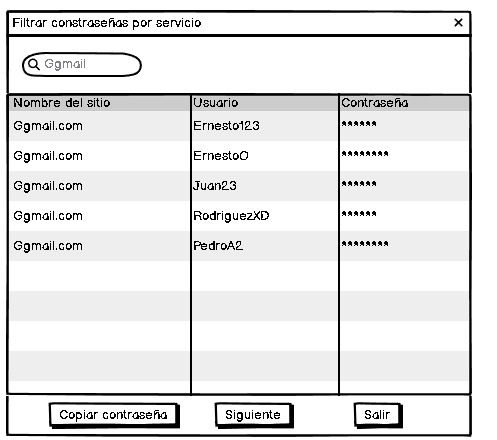 Filtrar constraseñas por servicio
Ggmail
Nombre del sitio Usuario Contraseña
Ggmail.com Ernesto123 ******
Ggmail.com ErnestoO ********
Ggmail.com Juan23 ******
Ggmail.com RodriguezXD ******
Ggmail.com PedroA2 ********
Copiar contraseña Siguiente Salir